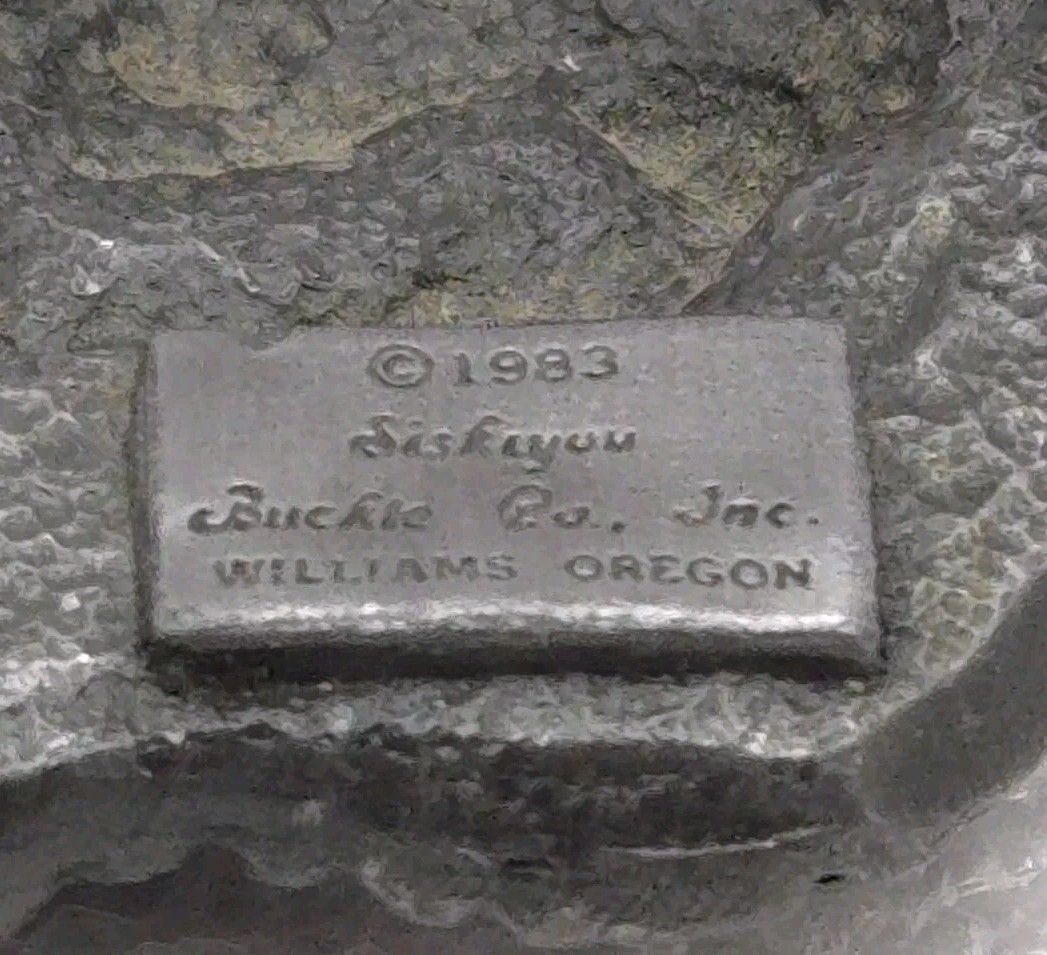 ©1983
Siskiyou
Buckle Co., Inc.
WILLIAMS OREGON